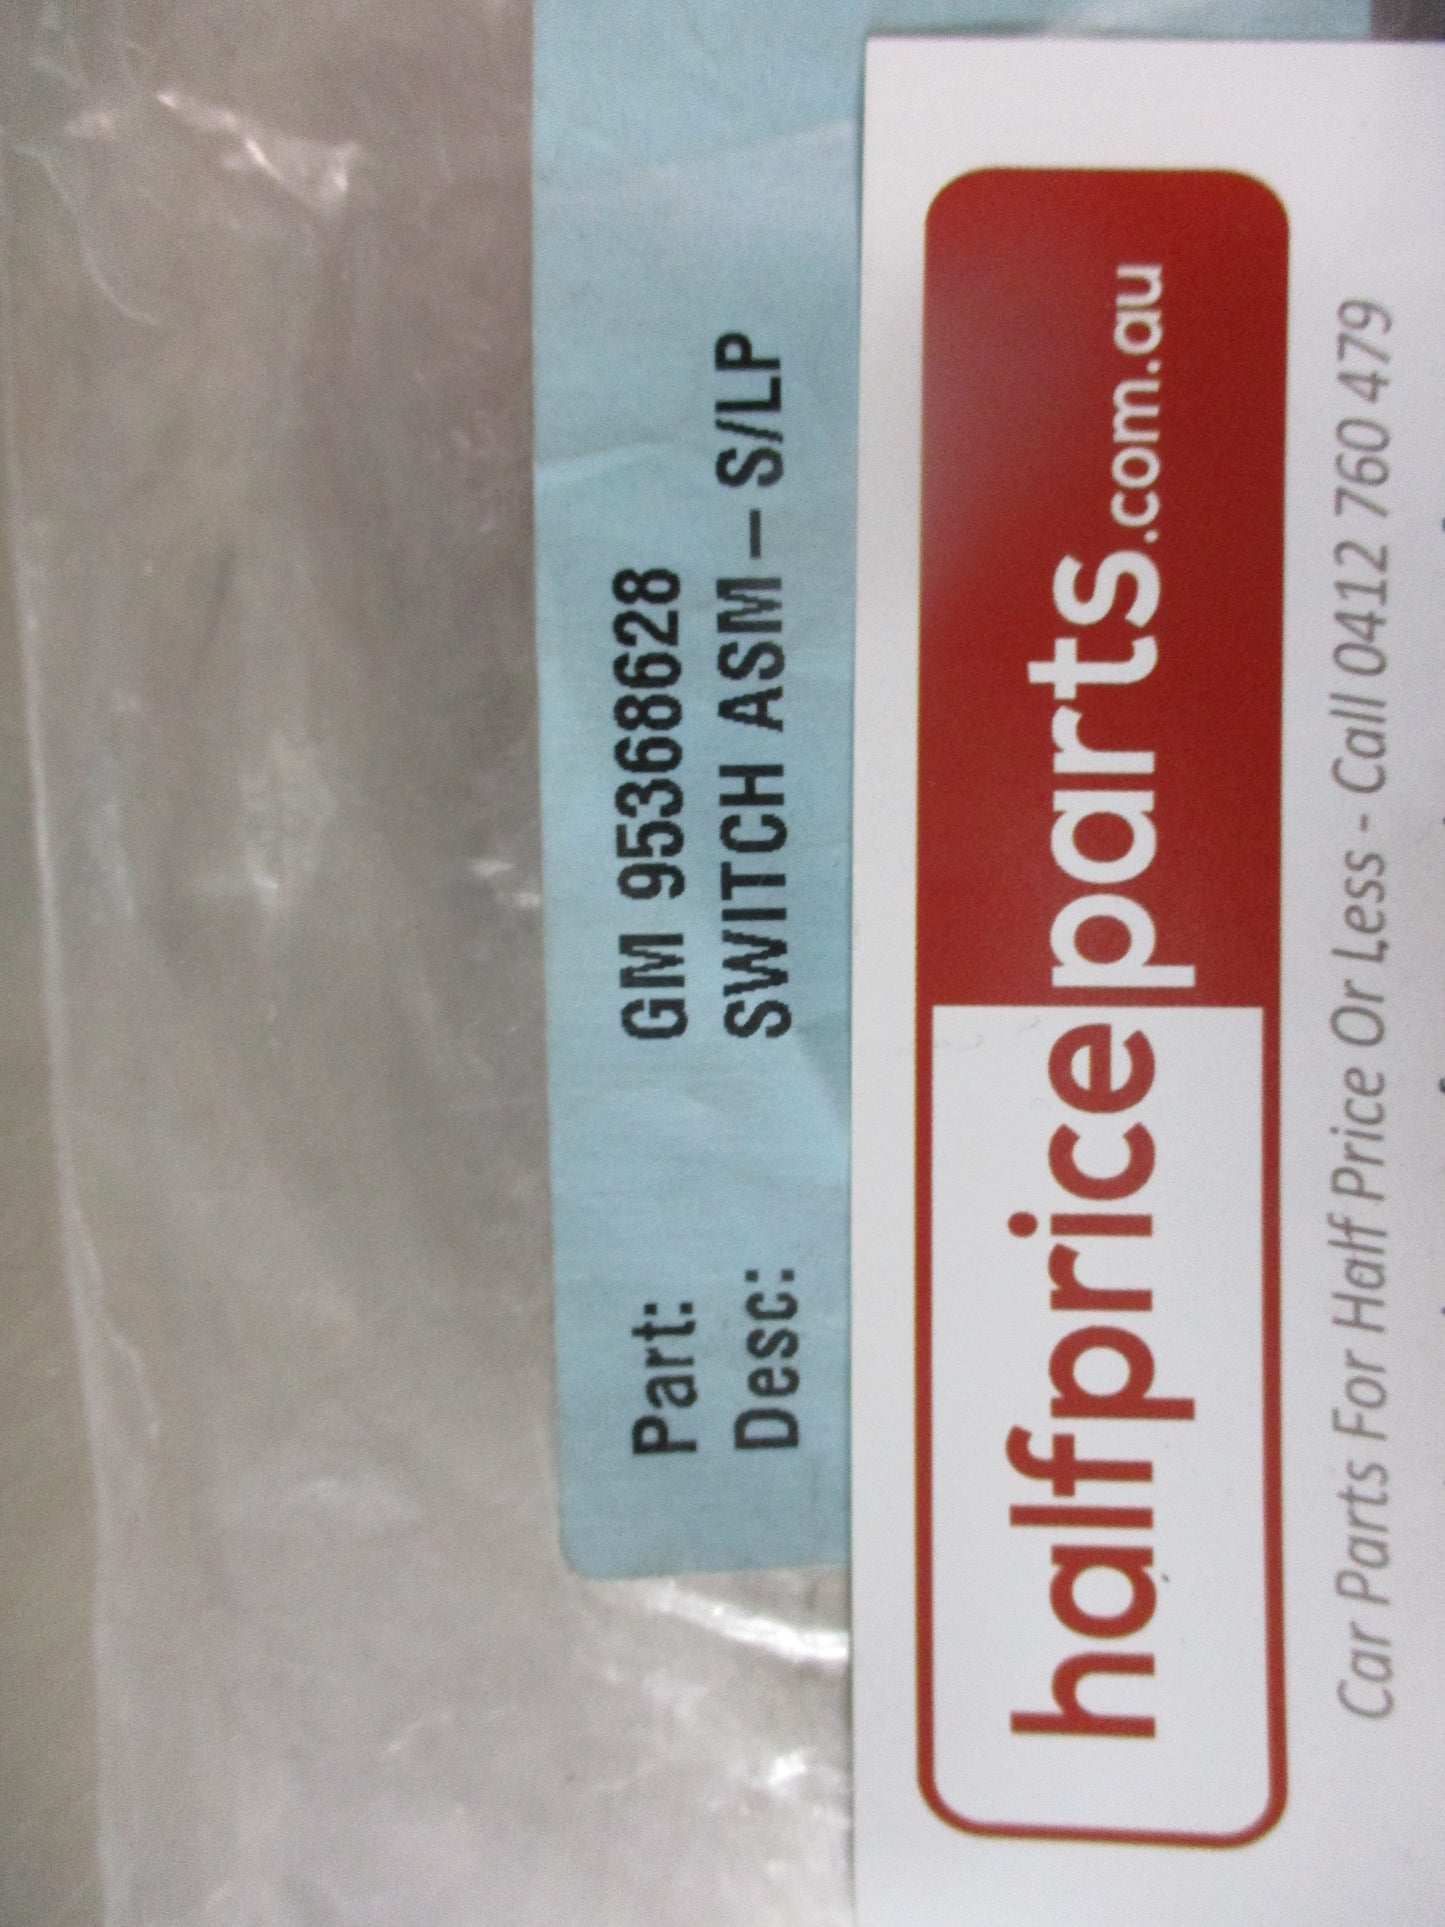 Part: GM 95368628
Desc: SWITCH ASM - S/LP
halfpriceparts.com.au
Car Parts For Half Price Or Less - Call 0412 760 479